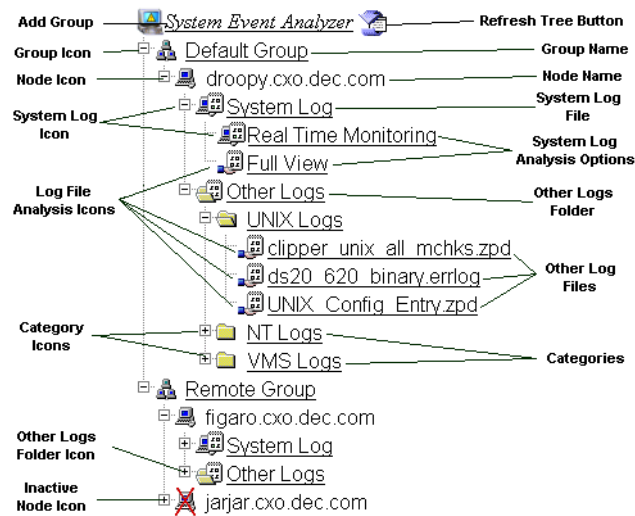 Add Group System Event Analyzer Refresh Tree Button
Group Icon Default Group Group Name
Node Icon droopy.cxo.dec.com Node Name
System Log
Icon
System Log
System Log
File
Real Time Monitoring
Full View
System Log
Analysis Options
Log File
Analysis Icons
Other Logs
Other Logs
Folder
UNIX Logs
clipper_unix_all_mchks.zpd
ds20_620_binary.errlog
UNIX_Config_Entry.zpd
Other Log
Files
Category
Icons
NT Logs
VMS Logs
Categories
Remote Group
figaro.cxo.dec.com
System Log
Other Logs Folder Icon
Other Logs
Inactive
Node Icon
jarjar.cxo.dec.com